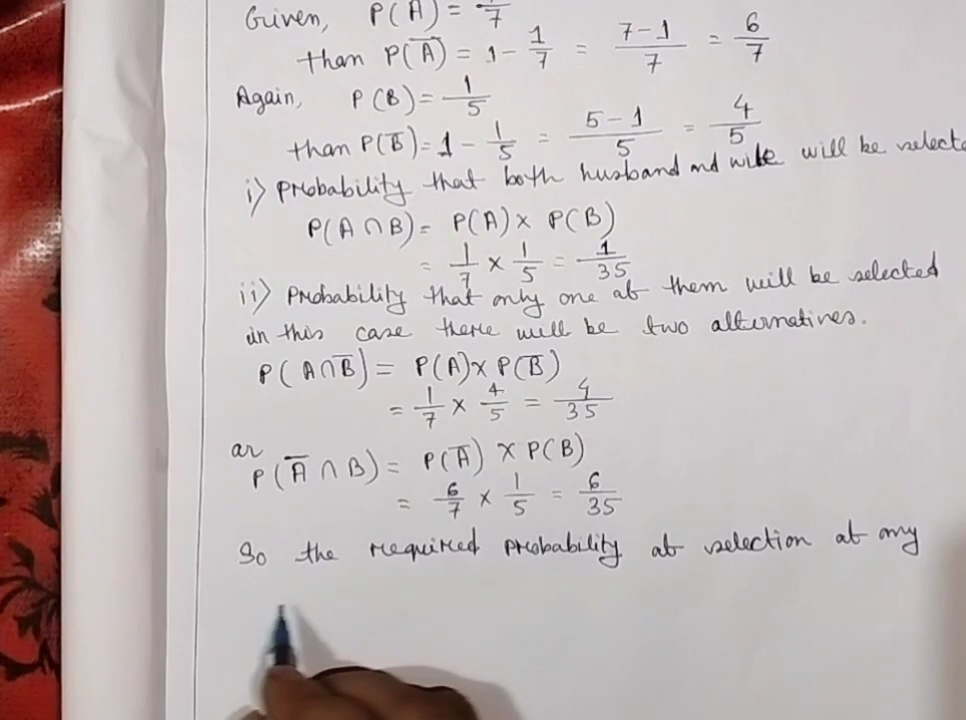 Given, P(A) = 1/7
than P(A̅) = 1 - 1/7 = 7-1/7 = 6/7
Again, P(B) = 1/5
than P(B̅) = 1 - 1/5 = 5-1/5 = 4/5
i) Probability that both husband and wife will be
P(A∩B) = P(A) × P(B)
= 1/7 × 1/5 = 1/35
ii) Probability that only one of them will be selected
in this case there will be two alternatives.
P(A∩B̅) = P(A) × P(B̅)
= 1/7 × 4/5 = 4/35
or
P(A̅∩B) = P(A̅) × P(B)
= 6/7 × 1/5 = 6/35
So the required probability of selection of any